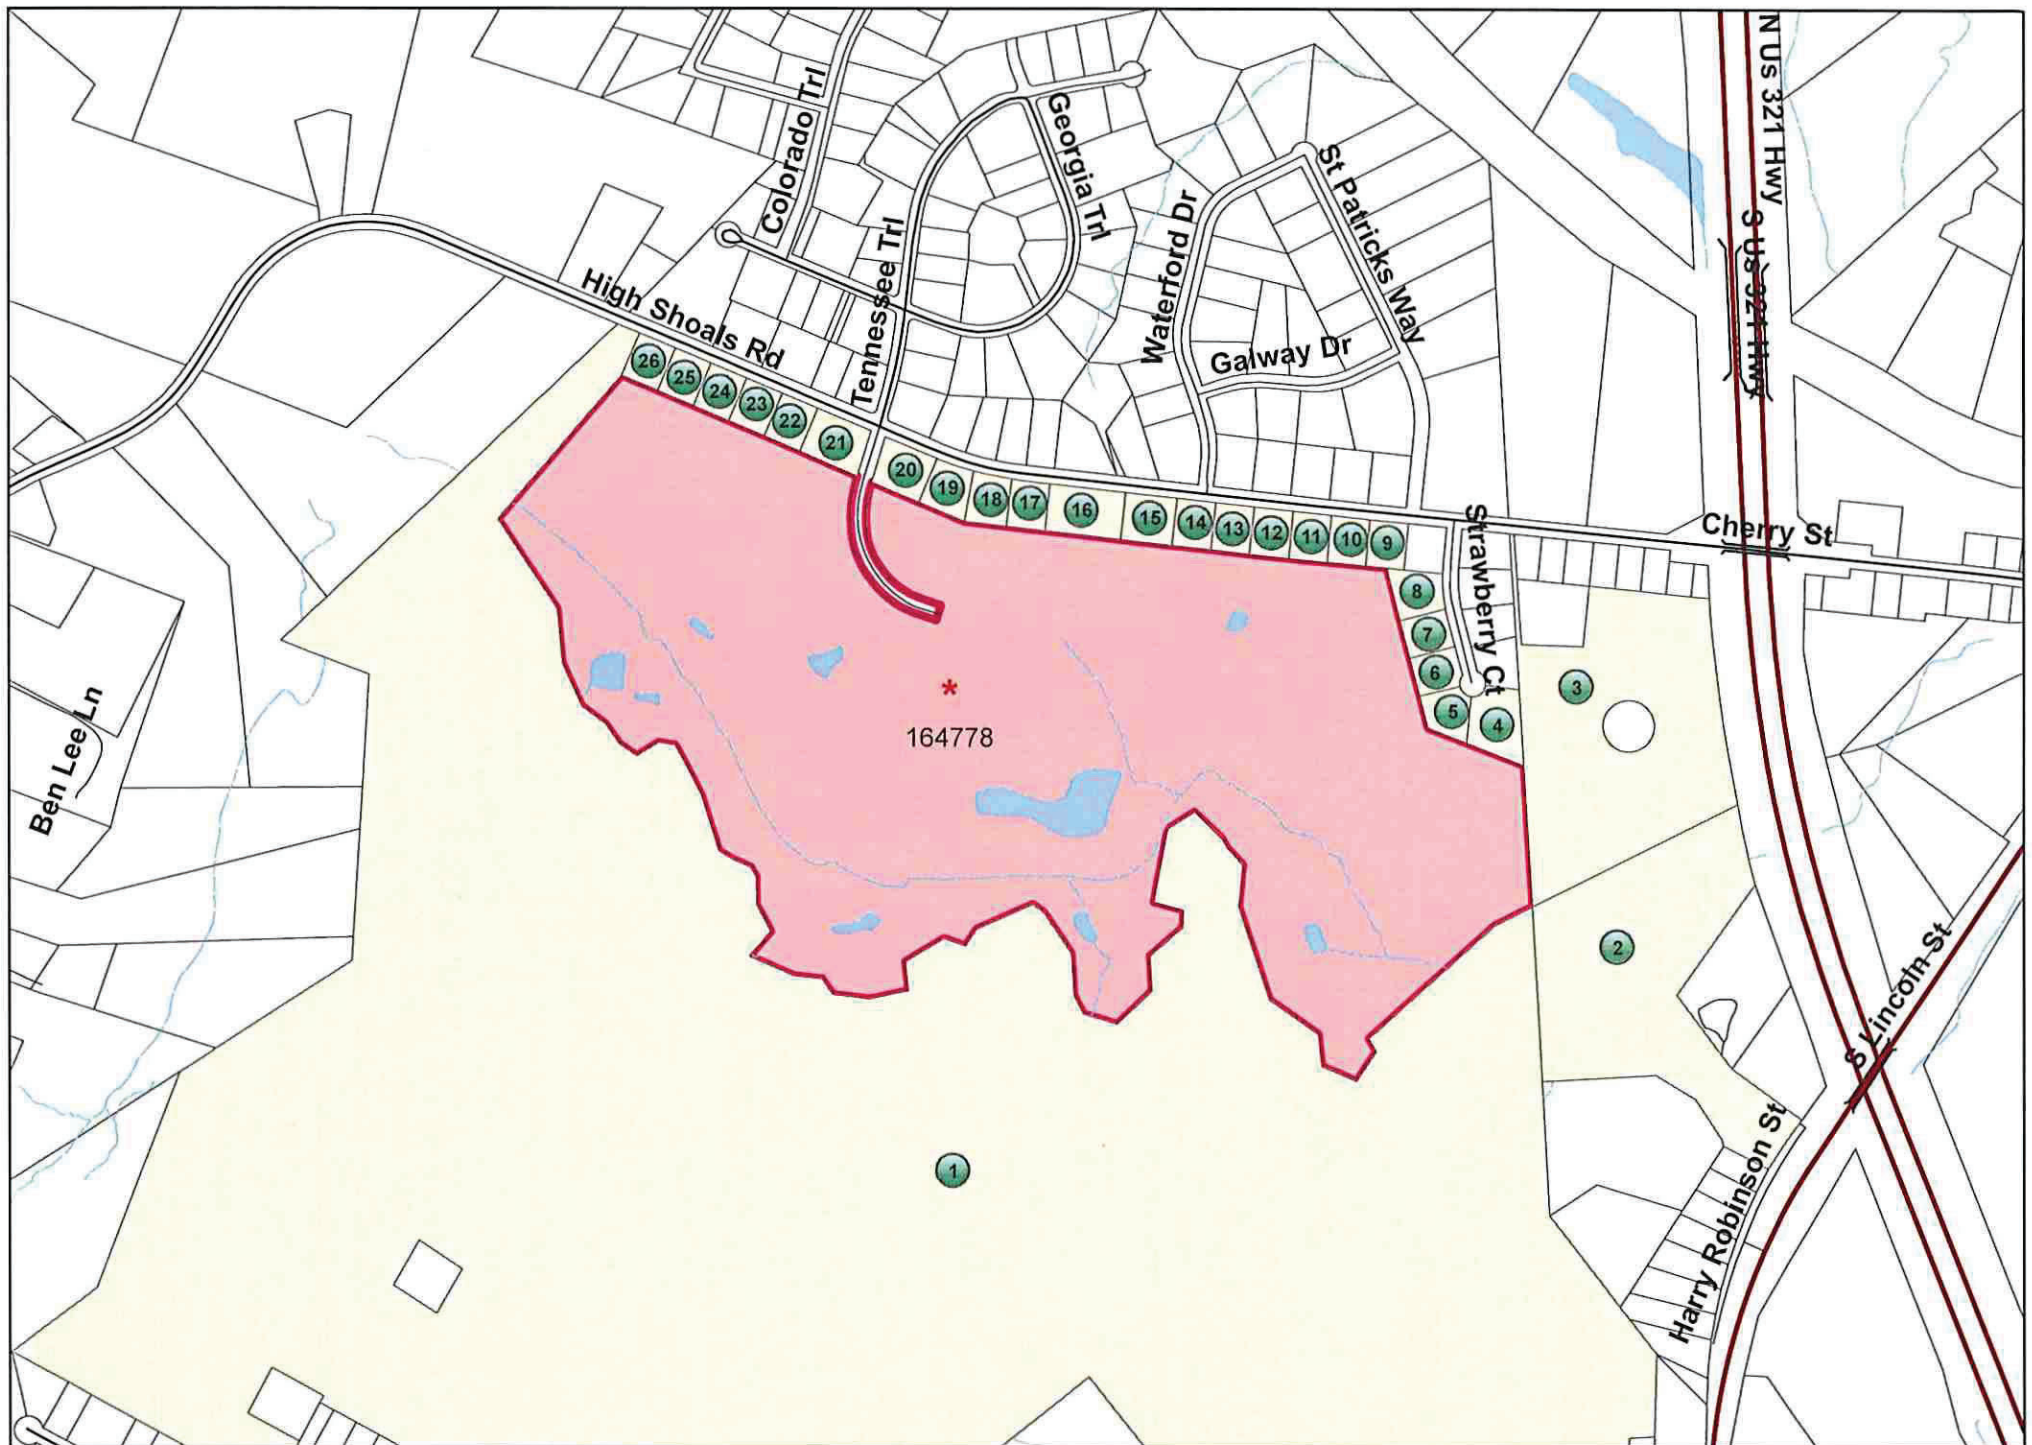 N Us 321 Hwy
Colorado Trl
Georgia Trl
St Patricks Way
Waterford Dr
S Us 321 Hwy
Tennessee Trl
High Shoals Rd
Galway Dr
26
25
24
23
22
21
20
19
18
17
16
15
14
13
12
11
10
9
Strawberry Ct
Cherry St
8
7
6
5
4
3
*
164778
Ben Lee Ln
2
S Lincoln St
1
Harry Robinson St